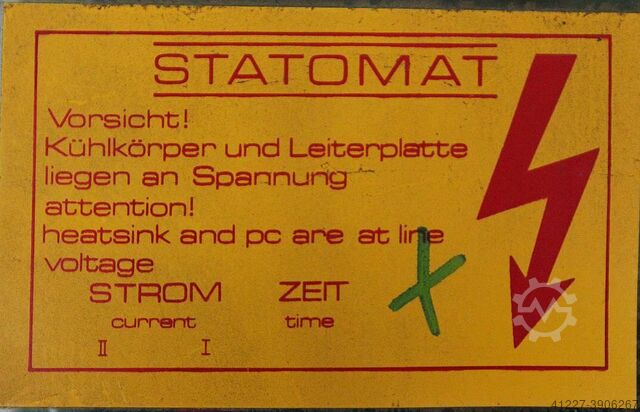 STATOMAT
Vorsicht!
Kühlkörper und Leiterplatte
liegen an Spannung
attention!
heatsink and pc are at line
voltage
STROM ZEIT
current time
II I
41227-3906267